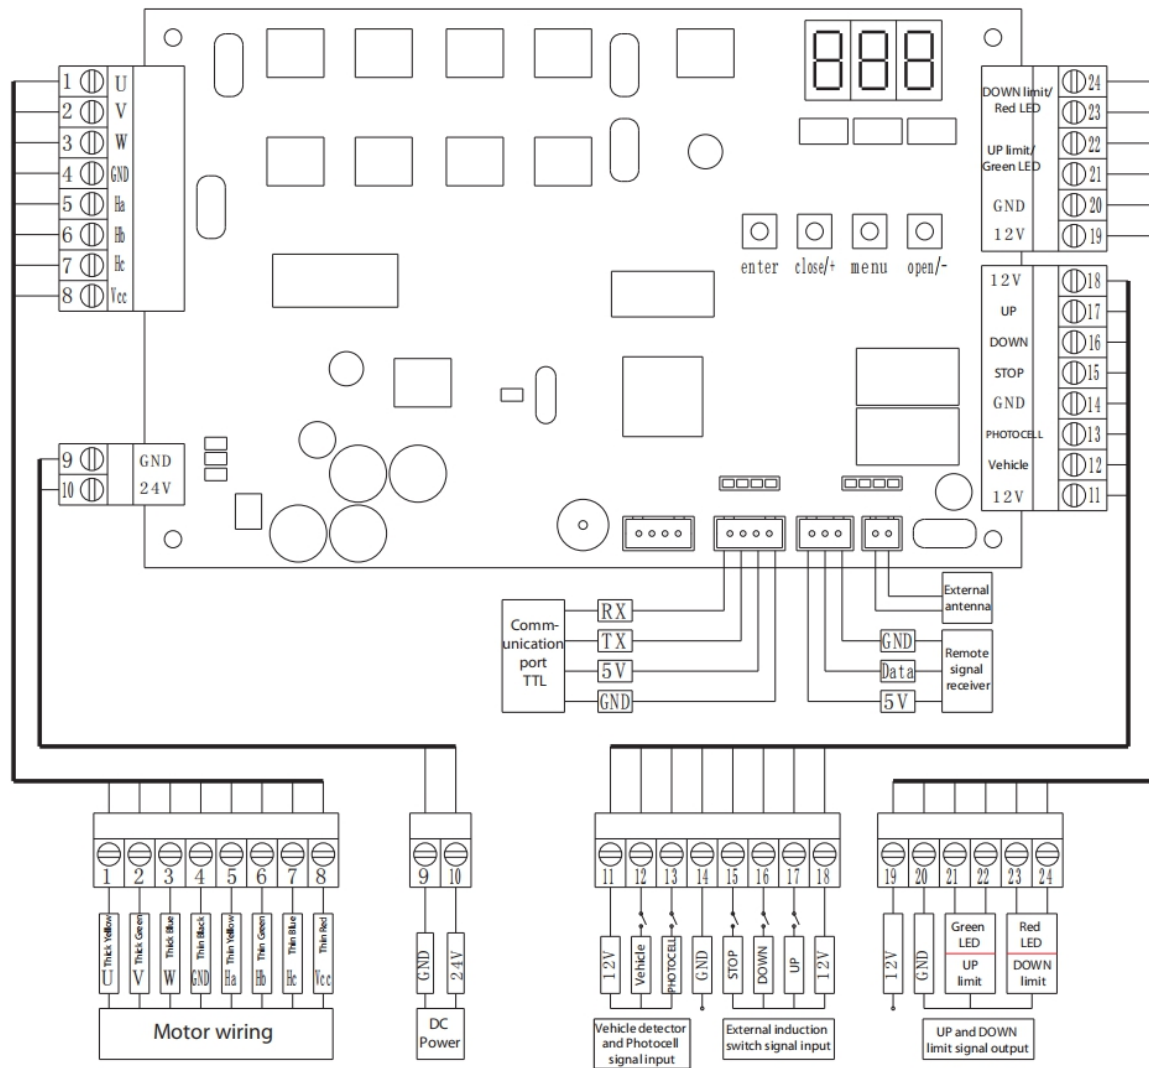 1 U
2 V
3 W
4 GND
5 Ha
6 Hb
7 Hc
8 Vcc
9 GND
10 24V
888
enter close/+ menu open/-
DOWN limit/
Red LED
24
23
UP limit/
Green LED
22
21
GND 20
12V 19
12V 18
UP 17
DOWN 16
STOP 15
GND 14
PHOTOCELL 13
Vehicle 12
12V 11
Comm-
unication
port
TTL
RX
TX
5V
GND
External
antenna
GND
Data
5V
Remote
signal
receiver
1 2 3 4 5 6 7 8
Thick Yellow Thick Green Thick Blue Thin Black Thin Yellow Thin Green Thin Blue Thin Red
U V W GND Ha Hb Hc Vcc
Motor wiring
9 10
GND 24V
DC
Power
11 12 13 14 15 16 17 18
12V Vehicle PHOTOCELL GND STOP DOWN UP 12V
Vehicle detector
and Photocell
signal input
External induction
switch signal input
19 20 21 22 23 24
12V GND
Green
LED
UP
limit
Red
LED
DOWN
limit
UP and DOWN
limit signal output